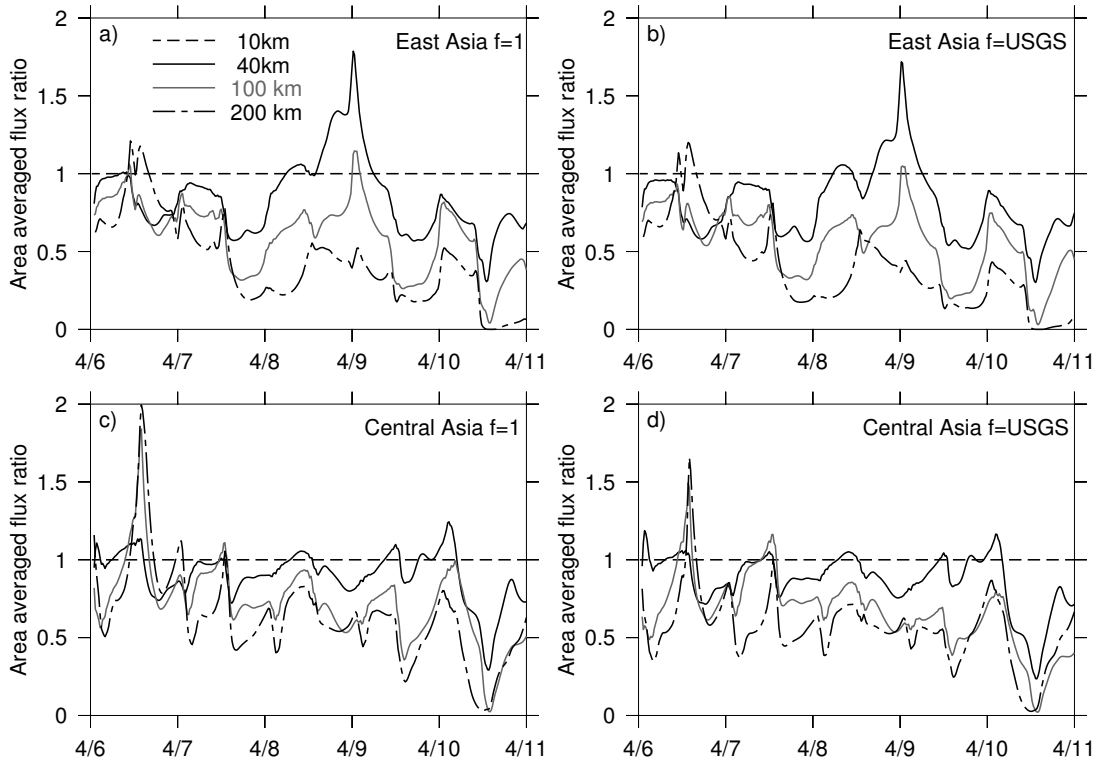 a)
East Asia f=1
10km
40km
100 km
200 km
Area averaged flux ratio
2
1.5
1
0.5
0
4/6 4/7 4/8 4/9 4/10 4/11
b)
East Asia f=USGS
Area averaged flux ratio
2
1.5
1
0.5
0
4/6 4/7 4/8 4/9 4/10 4/11
c)
Central Asia f=1
Area averaged flux ratio
2
1.5
1
0.5
0
4/6 4/7 4/8 4/9 4/10 4/11
d)
Central Asia f=USGS
Area averaged flux ratio
2
1.5
1
0.5
0
4/6 4/7 4/8 4/9 4/10 4/11